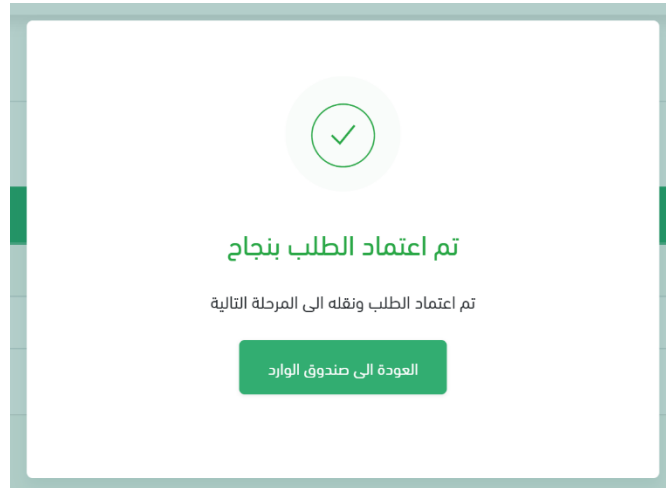 تم اعتماد الطلب بنجاح
تم اعتماد الطلب ونقله الى المرحلة التالية
العودة الى صندوق الوارد